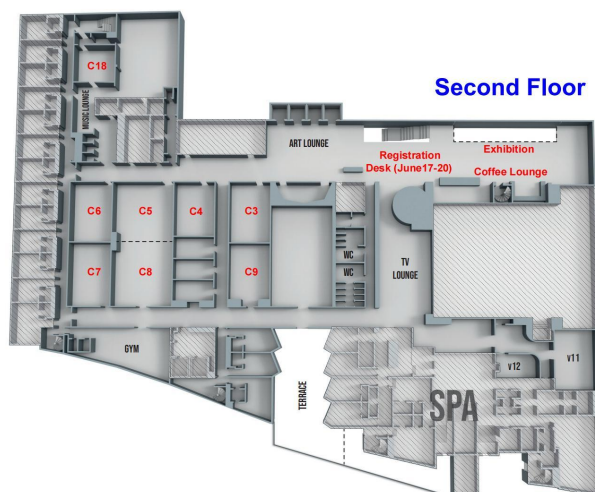 Second Floor
C18
MUSIC LOUNGE
ART LOUNGE
Registration
Desk (June17-20)
Exhibition
Coffee Lounge
C6
C5
C4
C3
C7
C8
C9
WC
WC
TV
LOUNGE
GYM
TERRACE
SPA
v12
v11